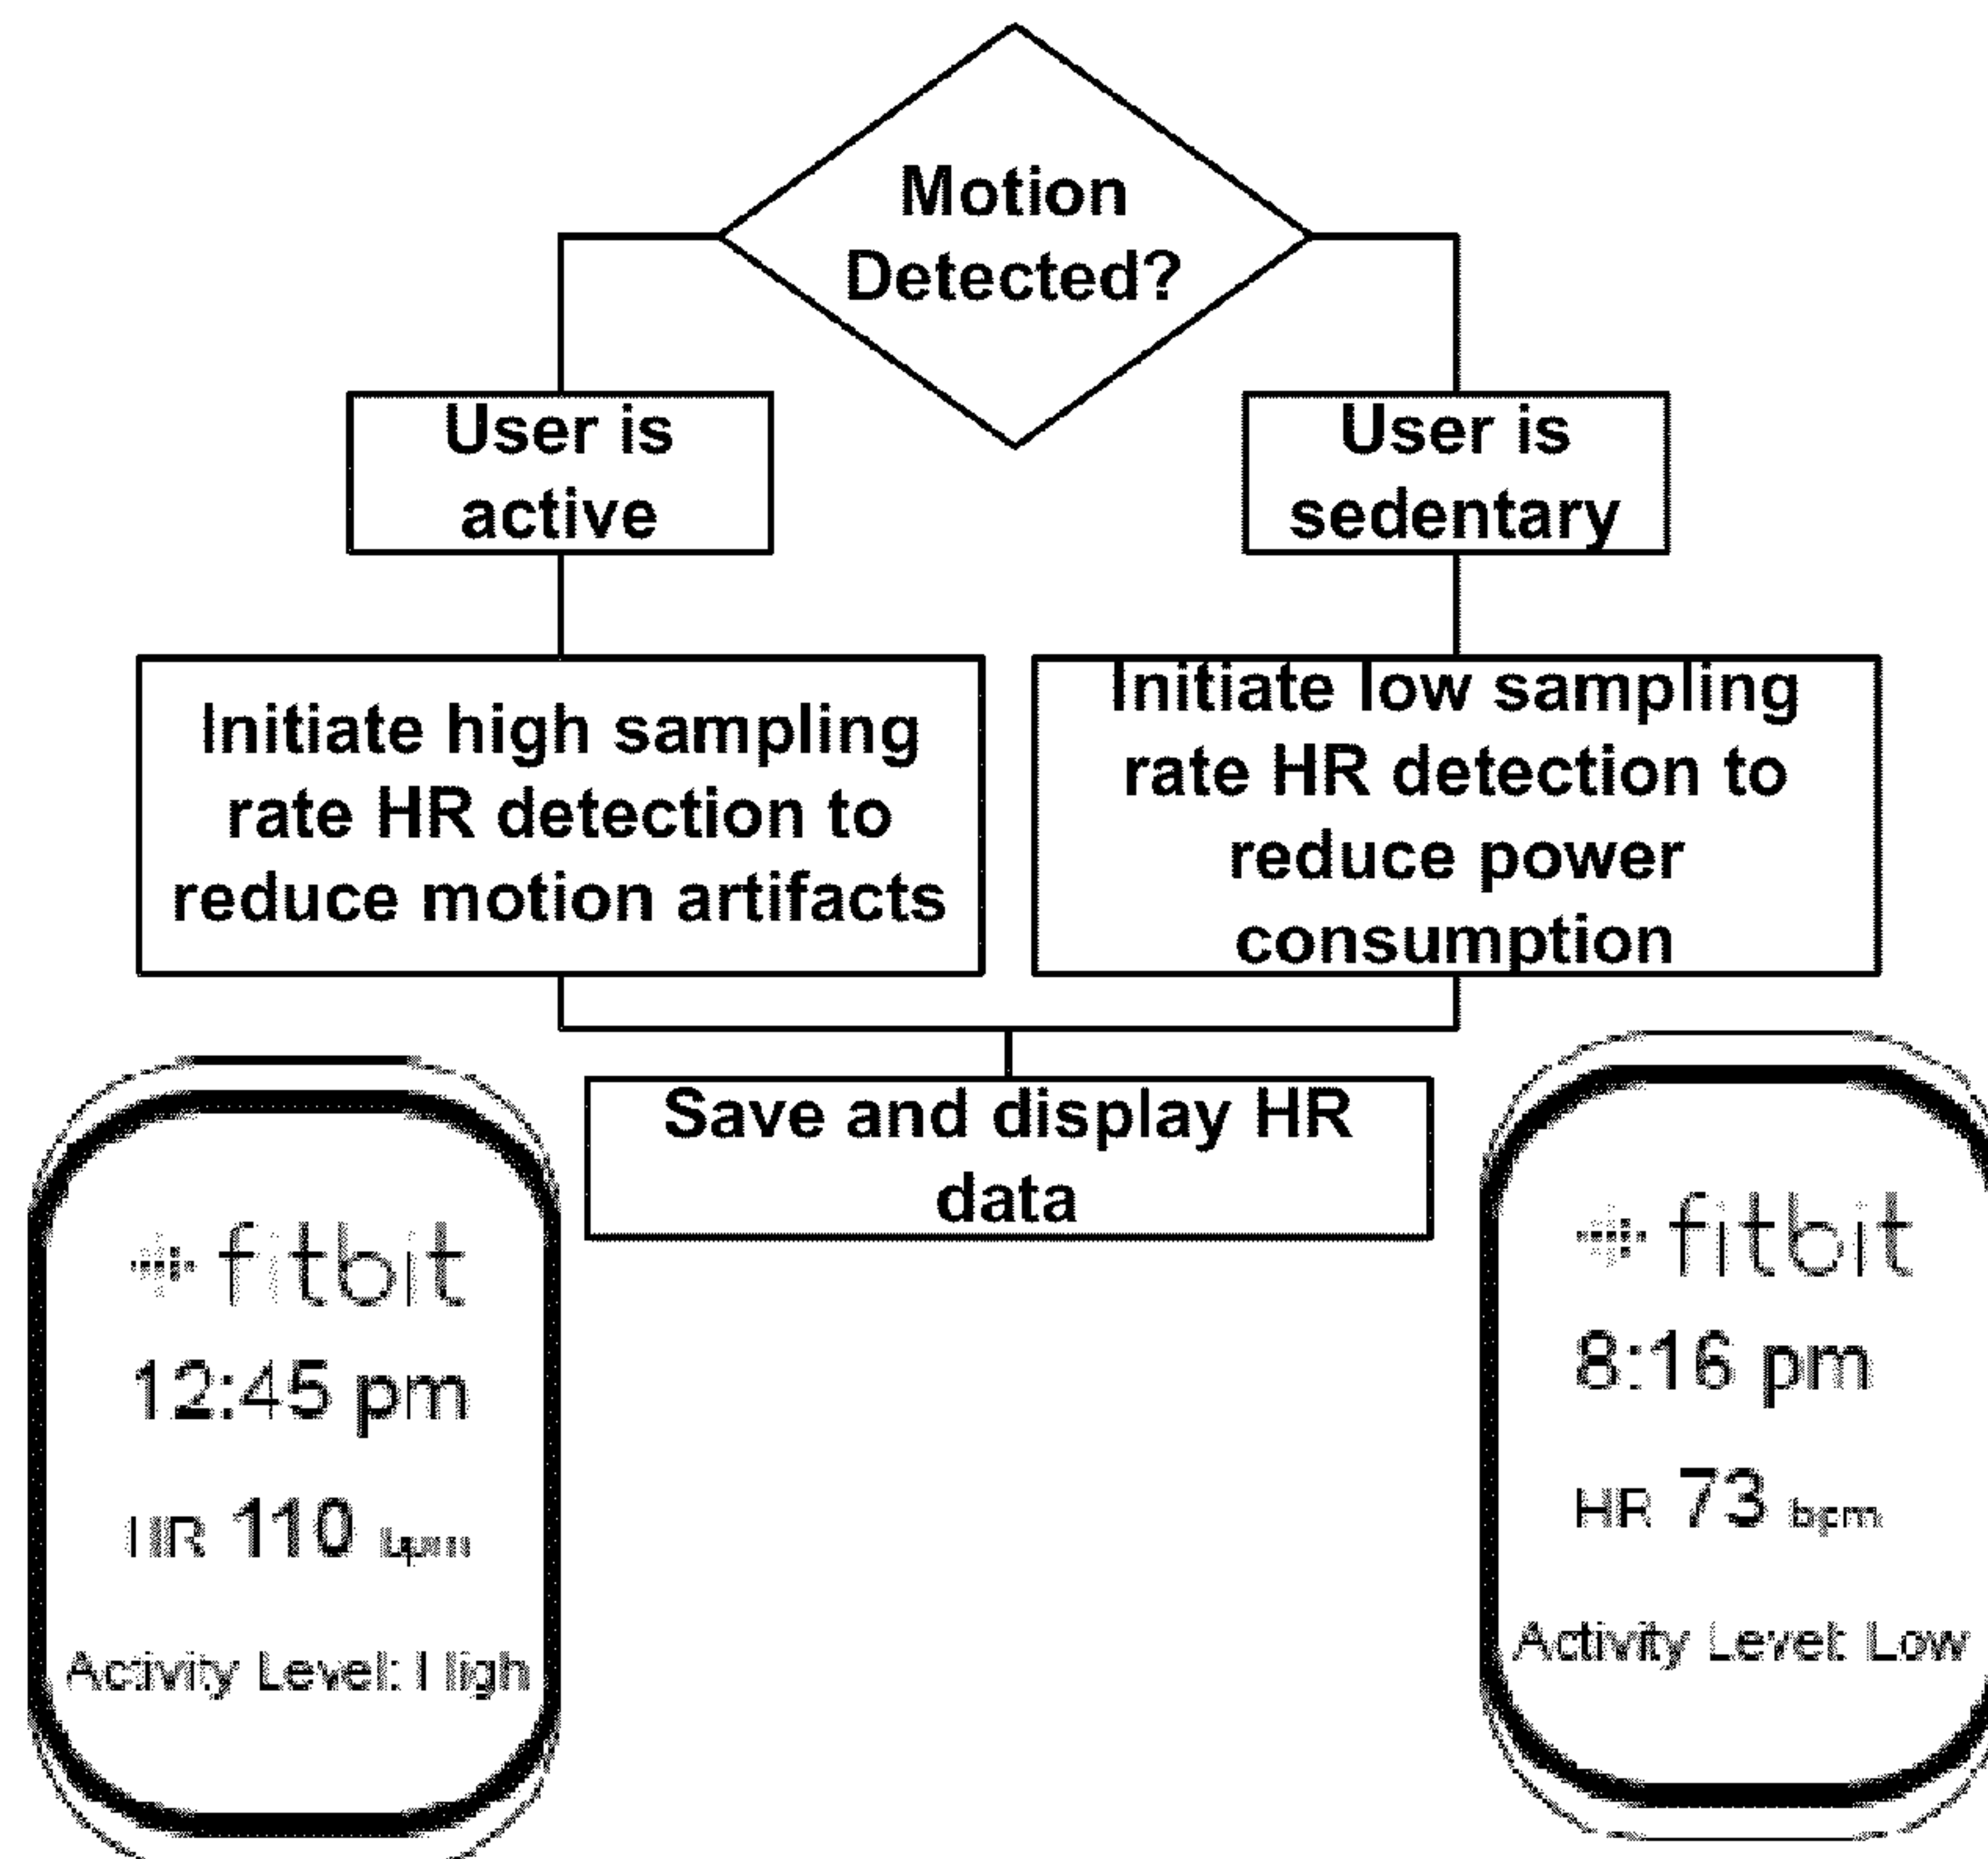 Motion
Detected?
User is
active
User is
sedentary
Initiate high sampling
rate HR detection to
reduce motion artifacts
Initiate low sampling
rate HR detection to
reduce power
consumption
Save and display HR
data
fitbit
12:45 pm
HR 110 bpm
Activity Level: High
fitbit
8:16 pm
HR 73 bpm
Activity Level: Low